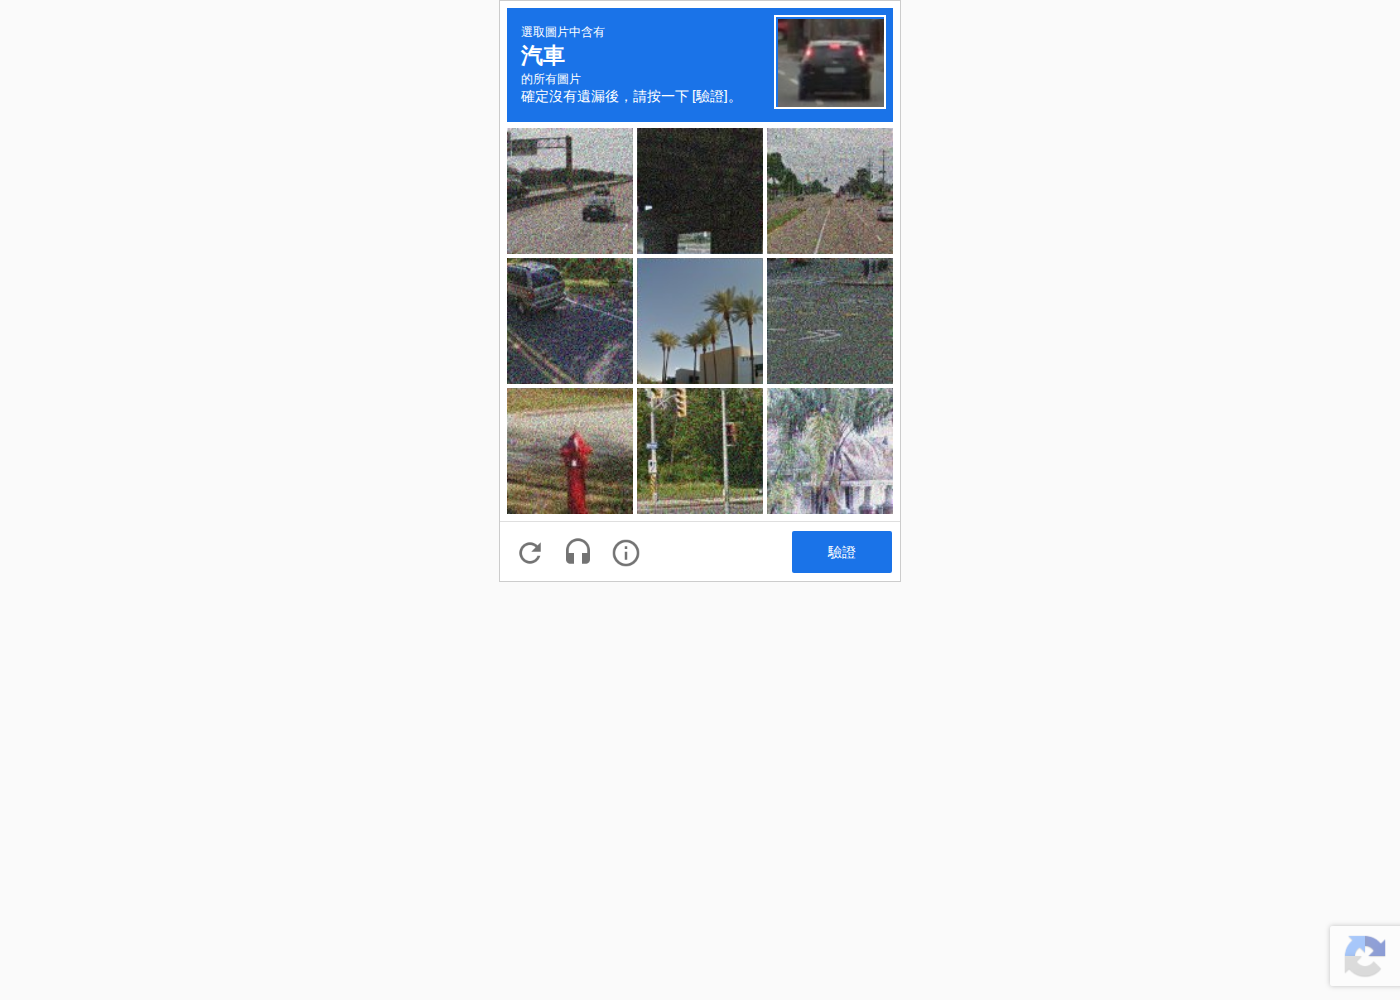 選取圖片中含有
汽車
的所有圖片
確定沒有遺漏後，請按一下 [驗證]。
驗證